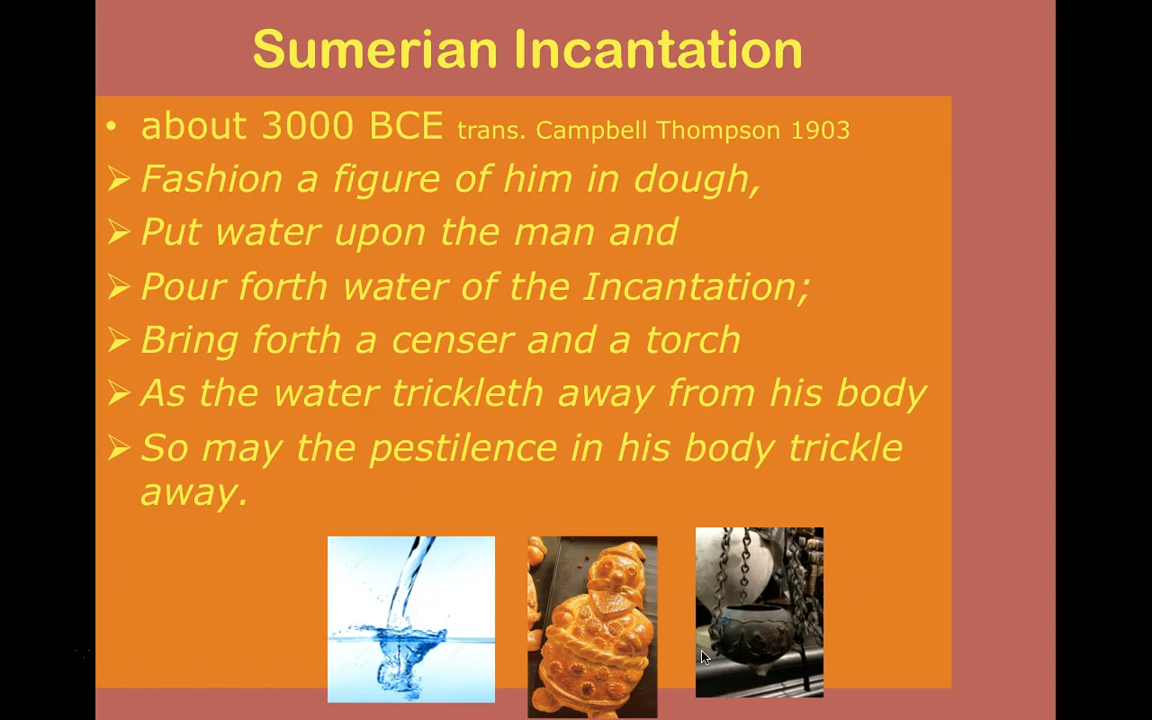 Sumerian Incantation
• about 3000 BCE trans. Campbell Thompson 1903
➢ Fashion a figure of him in dough,
➢ Put water upon the man and
➢ Pour forth water of the Incantation;
➢ Bring forth a censer and a torch
➢ As the water trickleth away from his body
➢ So may the pestilence in his body trickle
away.